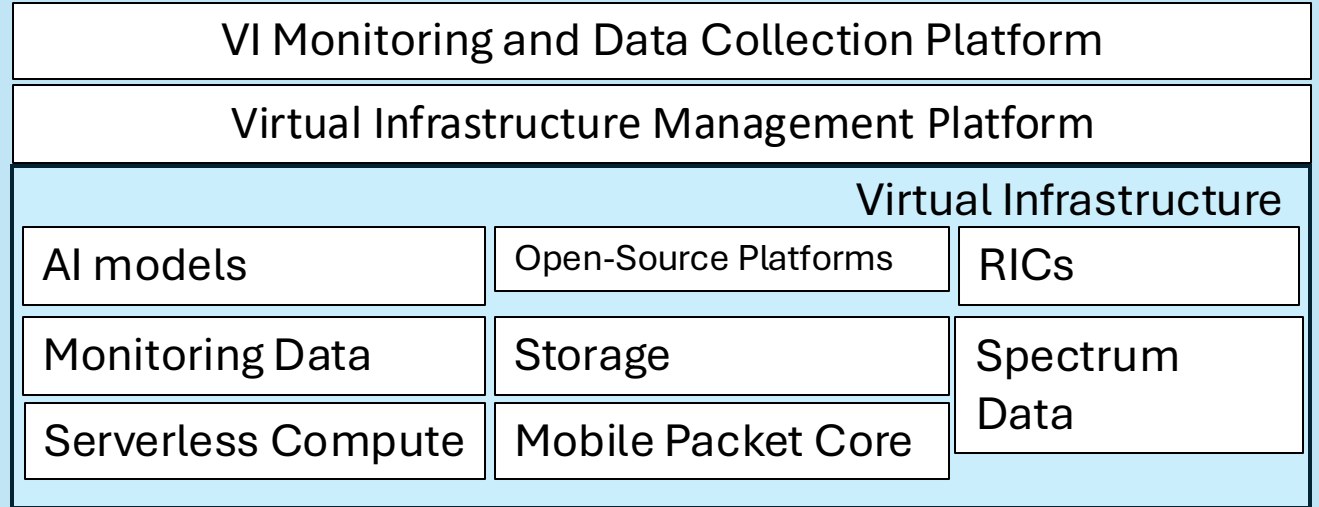 VI Monitoring and Data Collection Platform
Virtual Infrastructure Management Platform
Virtual Infrastructure
AI models
Open-Source Platforms
RICs
Monitoring Data
Storage
Spectrum
Data
Serverless Compute
Mobile Packet Core